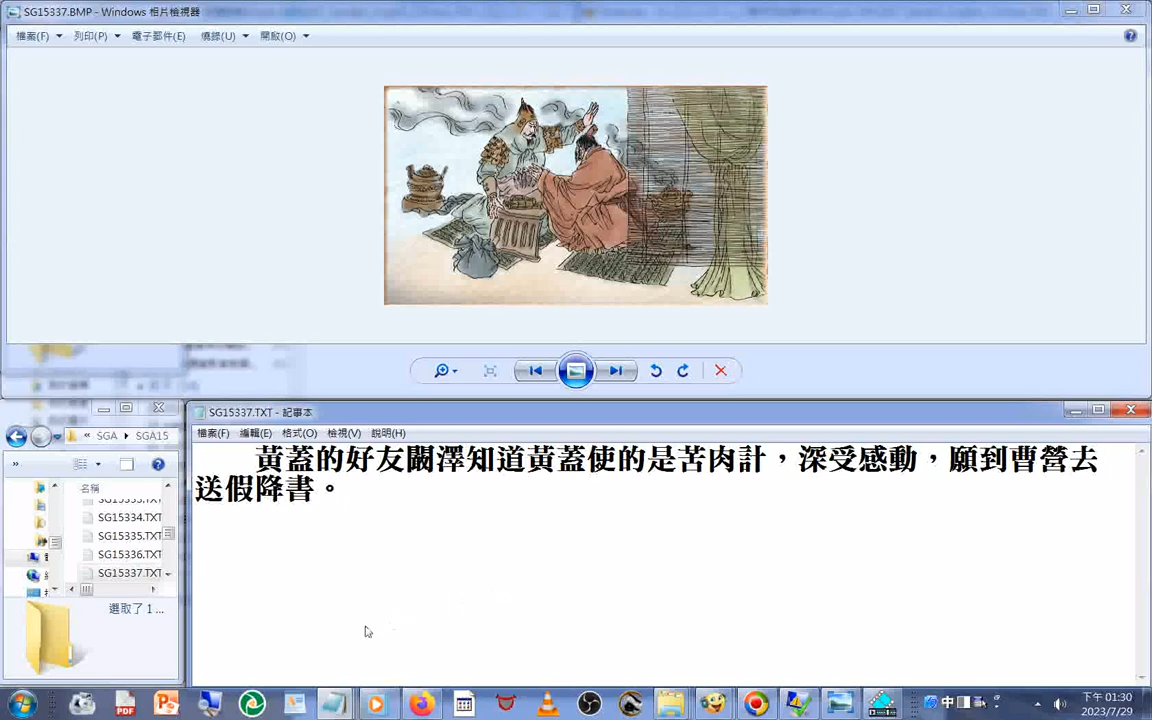 SG15337.BMP - Windows 相片檢視器
檔案(F) 列印(P) 電子郵件(E) 燒錄(U) 開啟(O)
SG15337.TXT - 記事本
檔案(F) 編輯(E) 格式(O) 檢視(V) 說明(H)
黃蓋的好友闞澤知道黃蓋使的是苦肉計，深受感動，願到曹營去
送假降書。
« SGA SGA15
»
名稱
SG15334.TXT
SG15335.TXT
SG15336.TXT
SG15337.TXT
選取了 1 ...
PDF
中
下午 01:30
2023/7/29